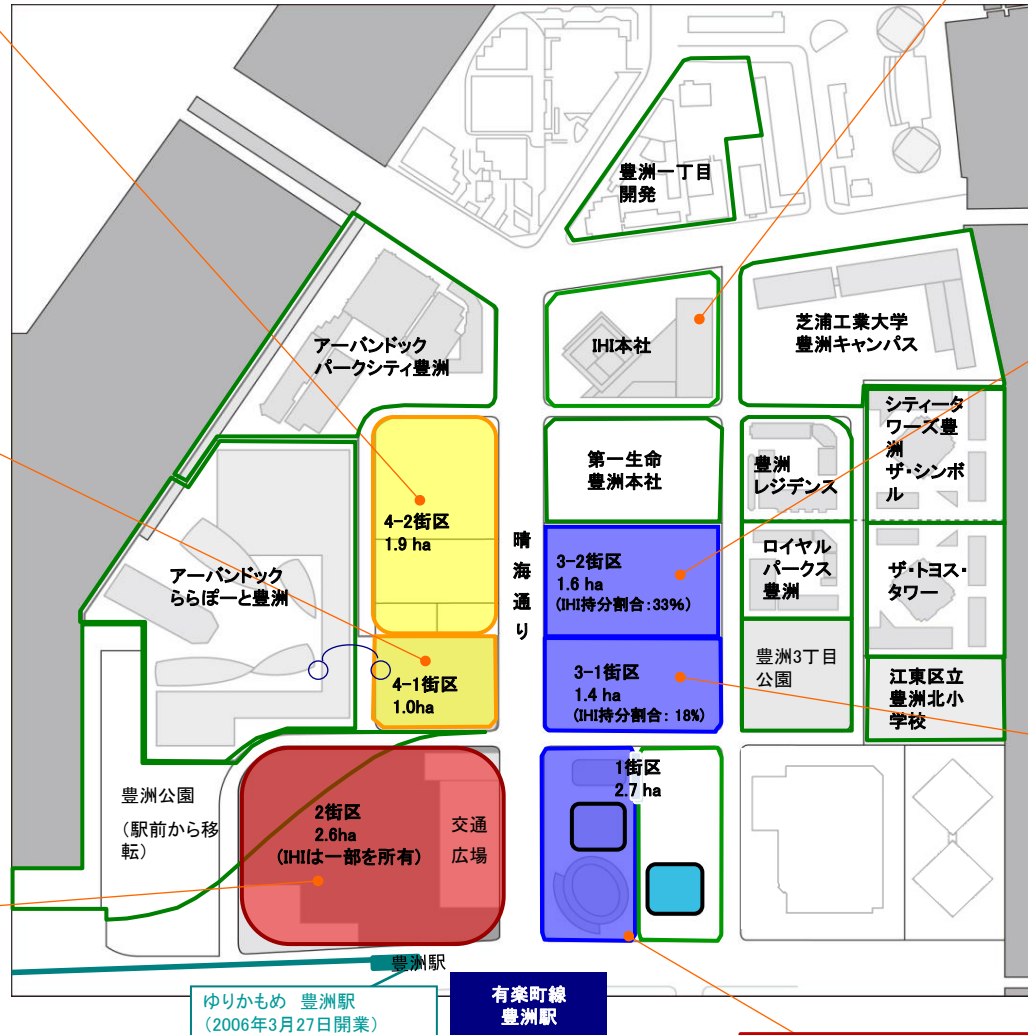 豊洲一丁目
開発
芝浦工業大学
豊洲キャンパス
IHI本社
アーバンドック
パークシティ豊洲
シティータ
ワーズ豊
洲
ザ・シンボ
ル
第一生命
豊洲本社
豊洲
レジデンス
4-2街区
1.9 ha
晴海通り
3-2街区
1.6 ha
(IHI持分割合:33%)
ロイヤル
パークス
豊洲
ザ・トヨス・
タワー
アーバンドック
ららぽーと豊洲
4-1街区
1.0ha
3-1街区
1.4 ha
(IHI持分割合: 18%)
豊洲3丁目
公園
江東区立
豊洲北小
学校
豊洲公園
(駅前から移
転)
2街区
2.6ha
(IHIは一部を所有)
交通
広場
1街区
2.7 ha
豊洲駅
ゆりかもめ 豊洲駅
(2006年3月27日開業)
有楽町線
豊洲駅